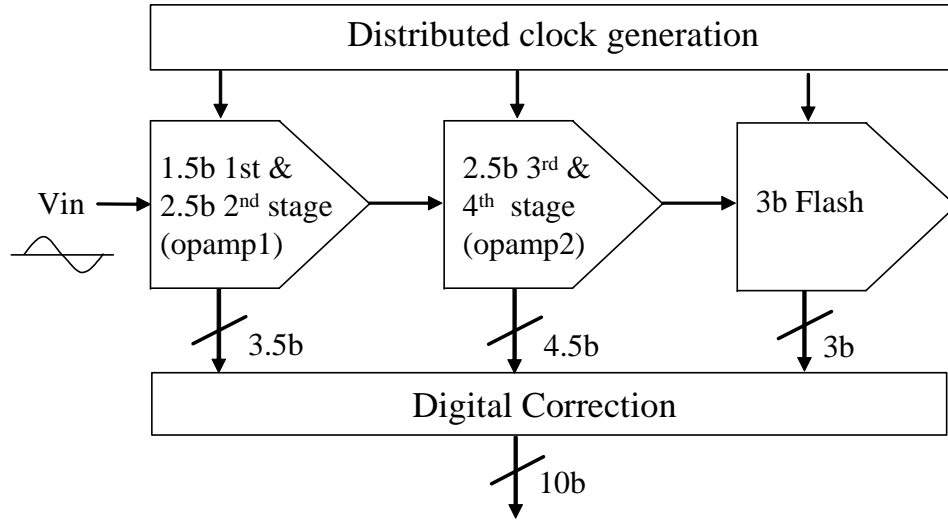 Distributed clock generation
Vin
1.5b 1st &
2.5b 2nd stage
(opamp1)
2.5b 3rd &
4th stage
(opamp2)
3b Flash
3.5b
4.5b
3b
Digital Correction
10b